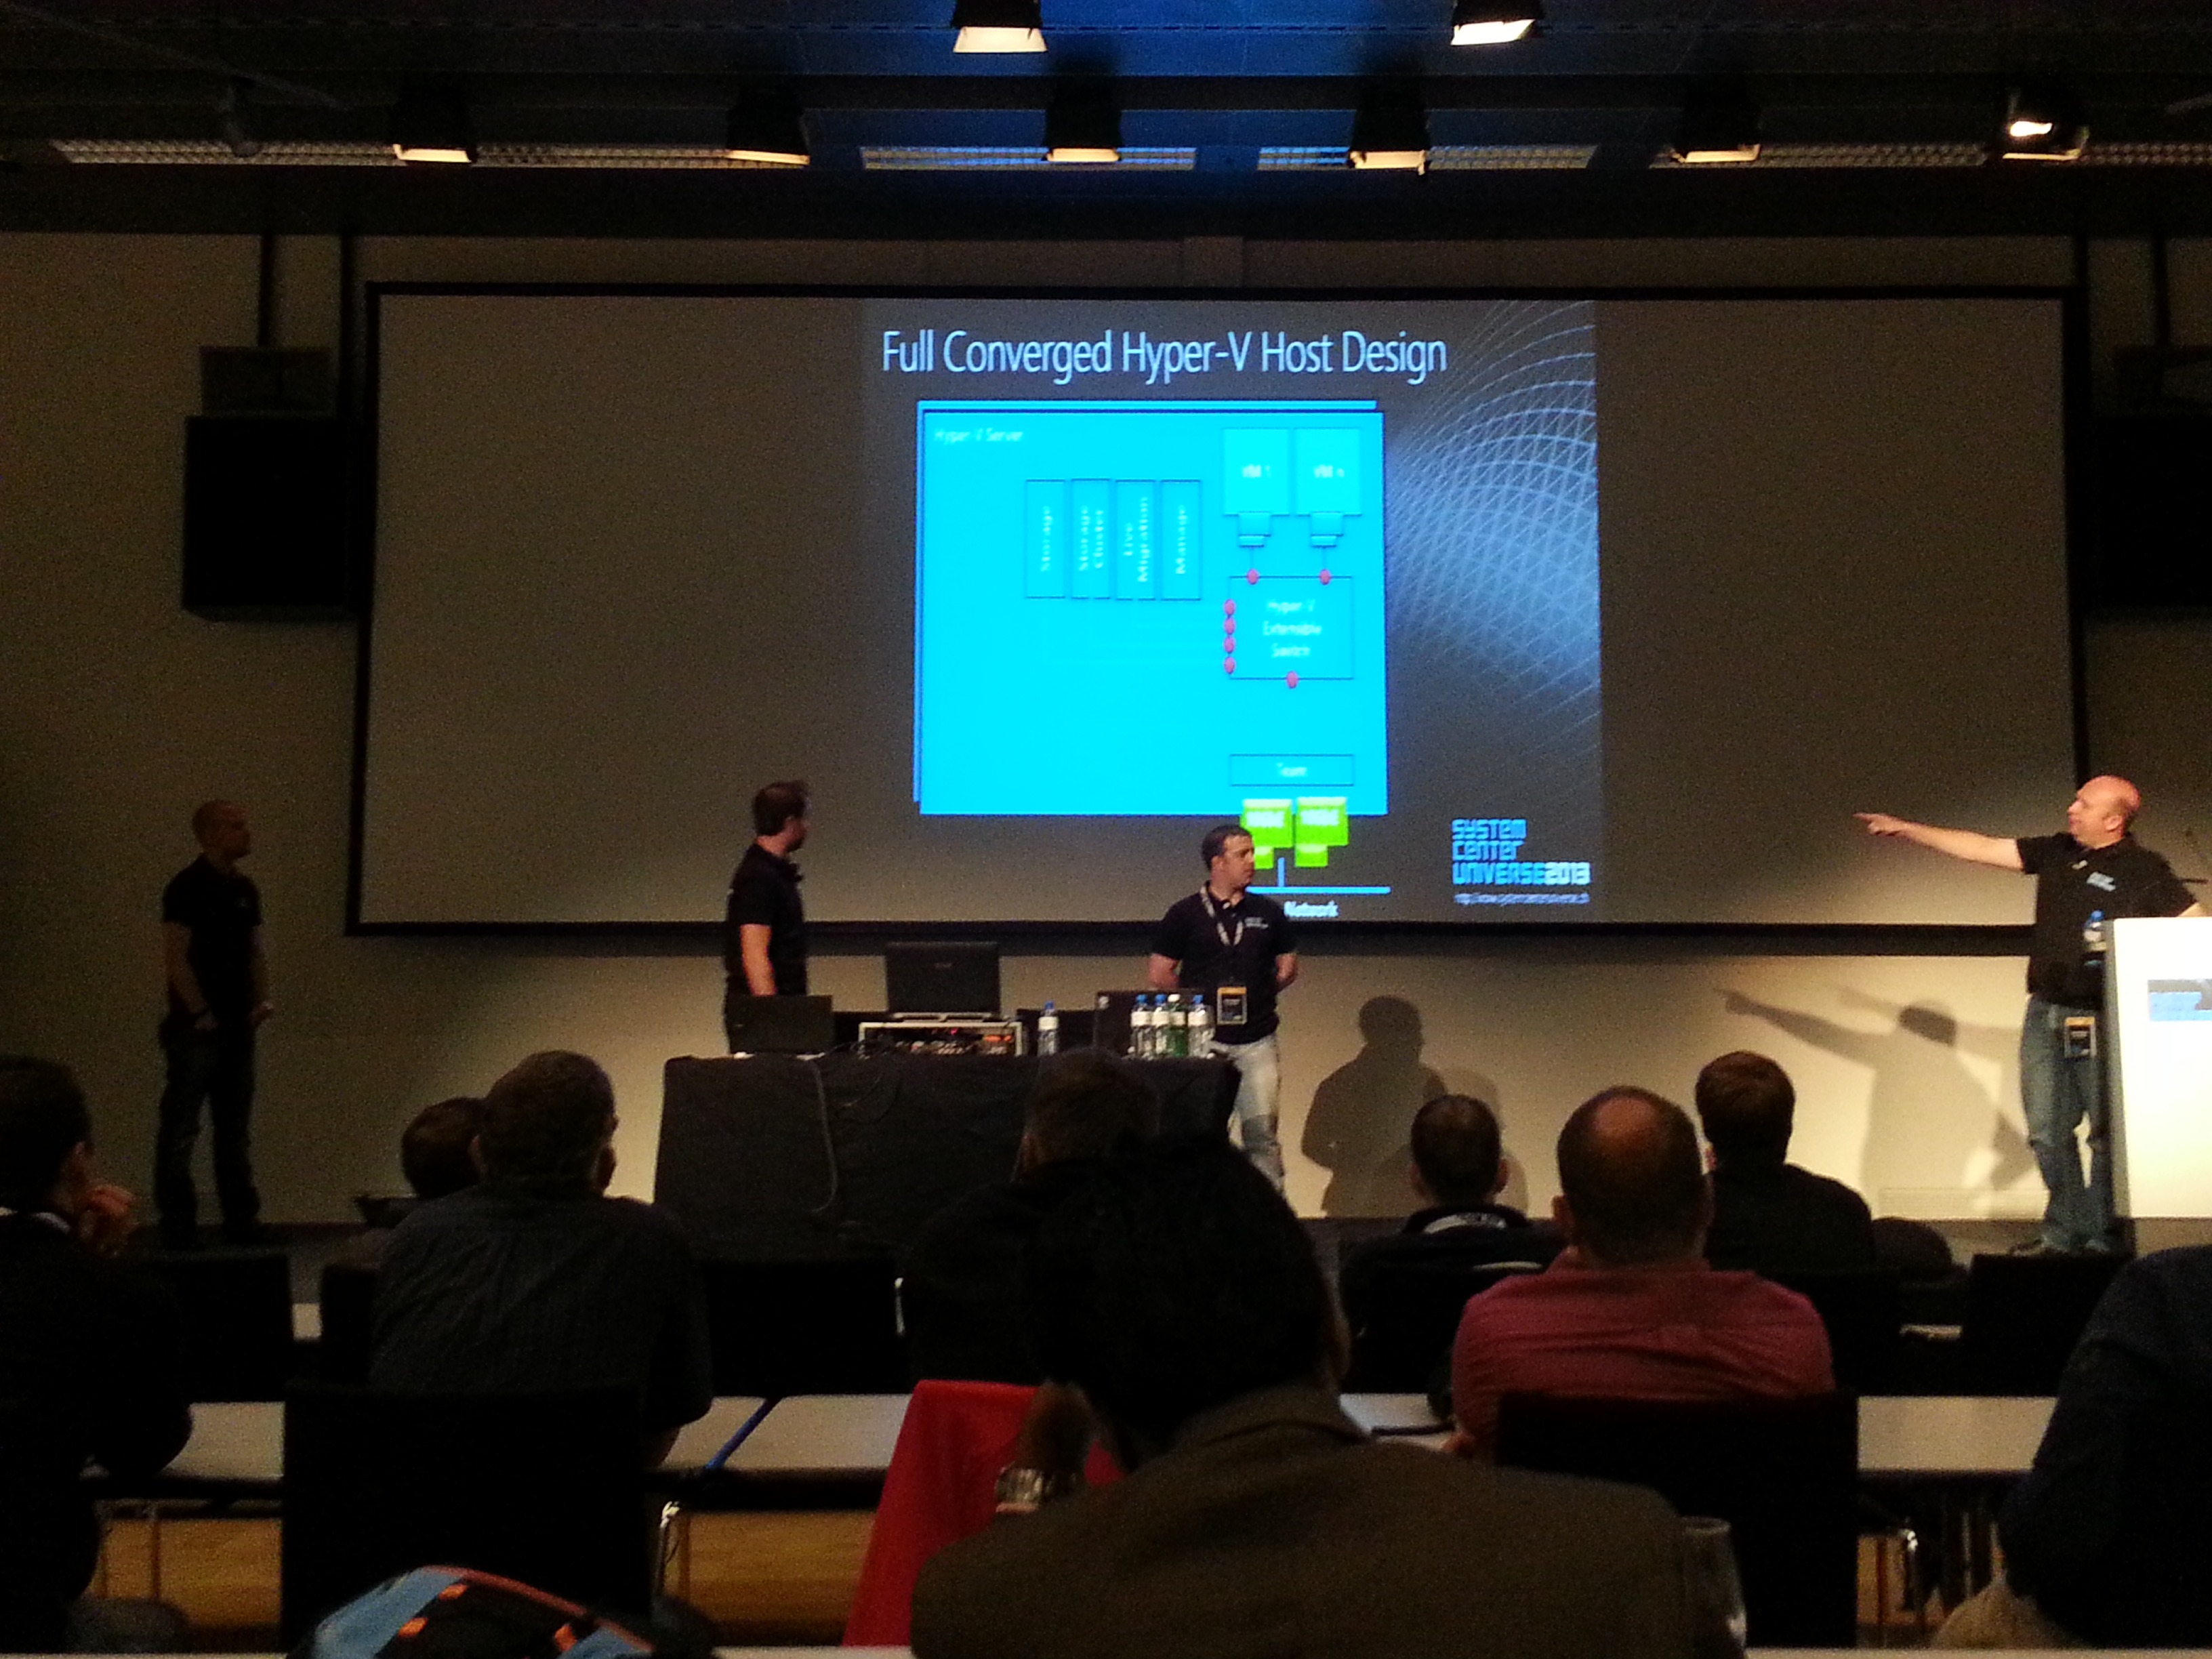 Full Converged Hyper-V Host Design
Hyper-V Server
VM 1
VM n
Storage
Storage
Cluster
Live
Migration
Manage
Hyper-V
Extensible
Switch
Team
Network
SYSTEM
CENTER
UNIVERSE2013